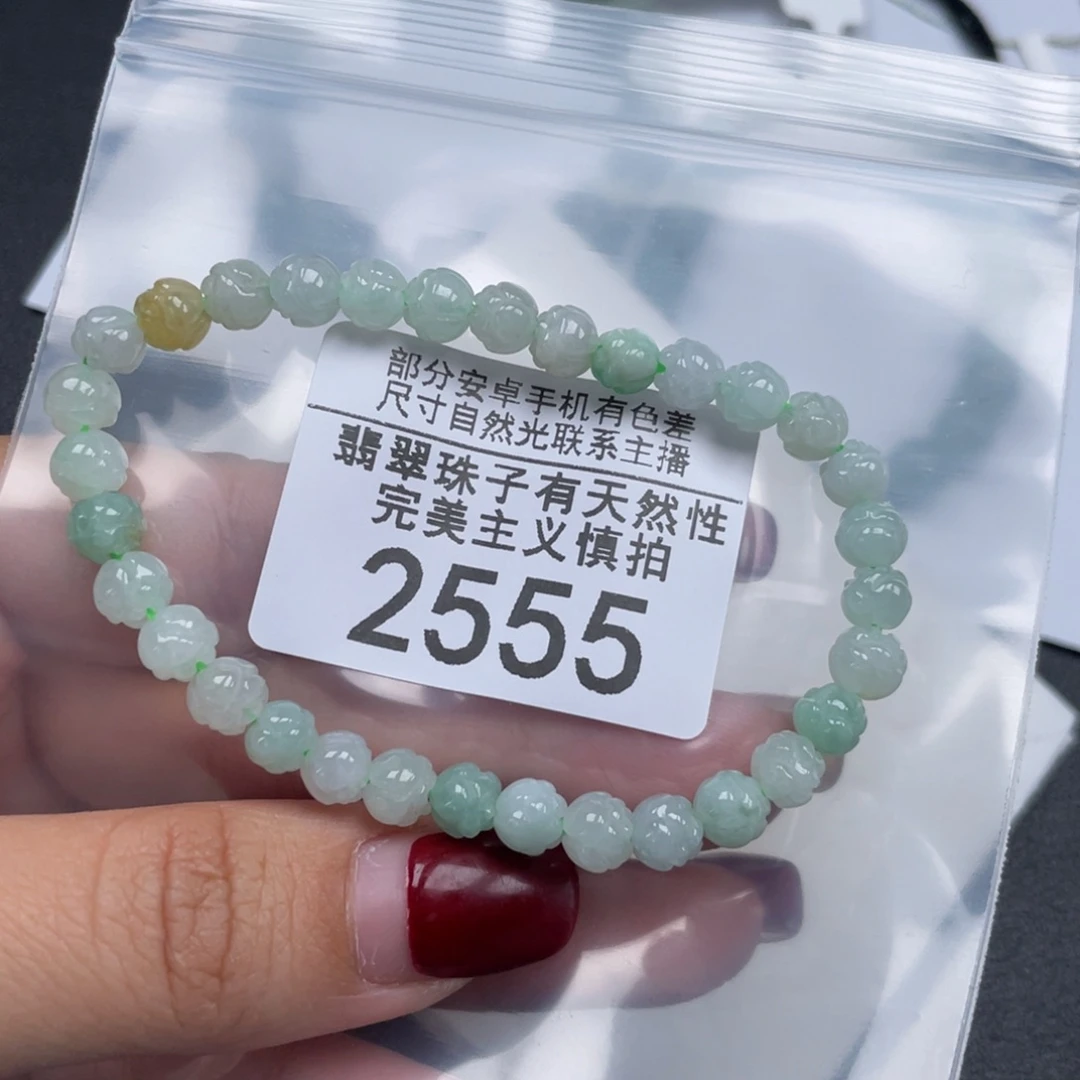 部分安卓手机有色差
尺寸自然光联系主播
翡翠珠子有天然性
完美主义慎拍
2555